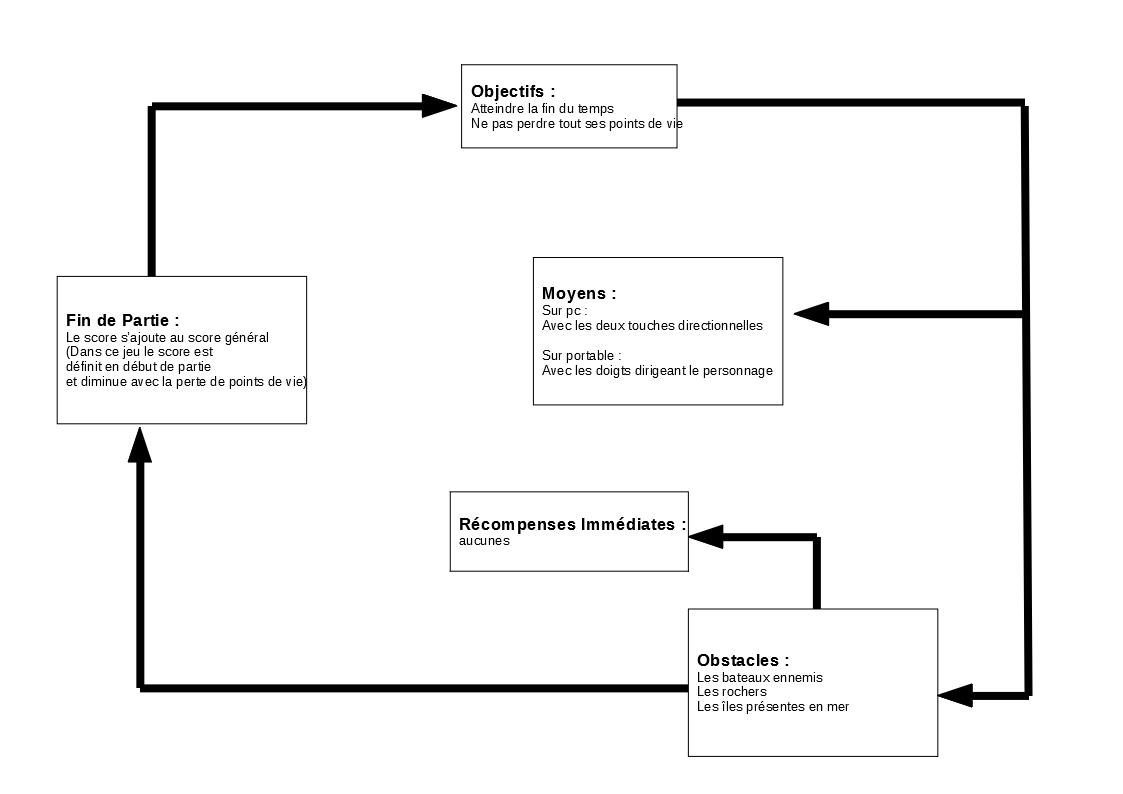 Objectifs :
Atteindre la fin du temps
Ne pas perdre tout ses points de vie
Moyens :
Sur pc :
Avec les deux touches directionnelles
Sur portable :
Avec les doigts dirigeant le personnage
Fin de Partie :
Le score s'ajoute au score général
(Dans ce jeu le score est
définit en début de partie
et diminue avec la perte de points de vie)
Récompenses Immédiates :
aucunes
Obstacles :
Les bateaux ennemis
Les rochers
Les îles présentes en mer